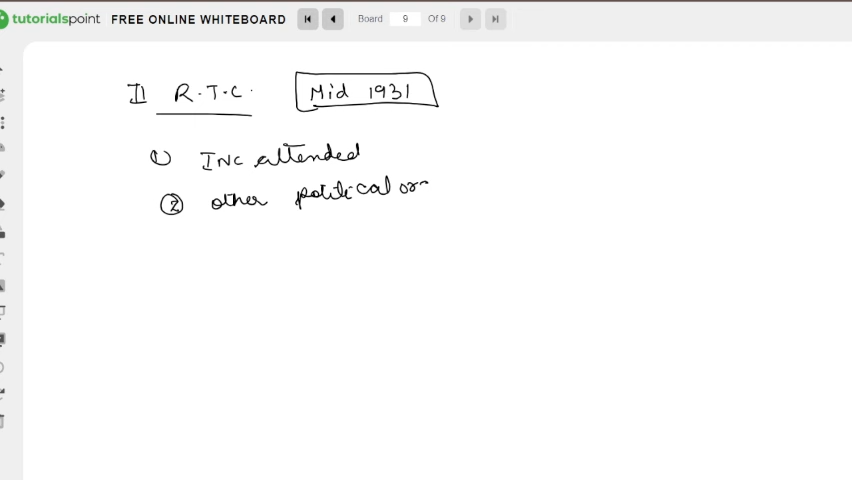 tutorialspoint FREE ONLINE WHITEBOARD Board 9 Of 9
II R.T.C. Mid 1931
① INC attended
② other political or